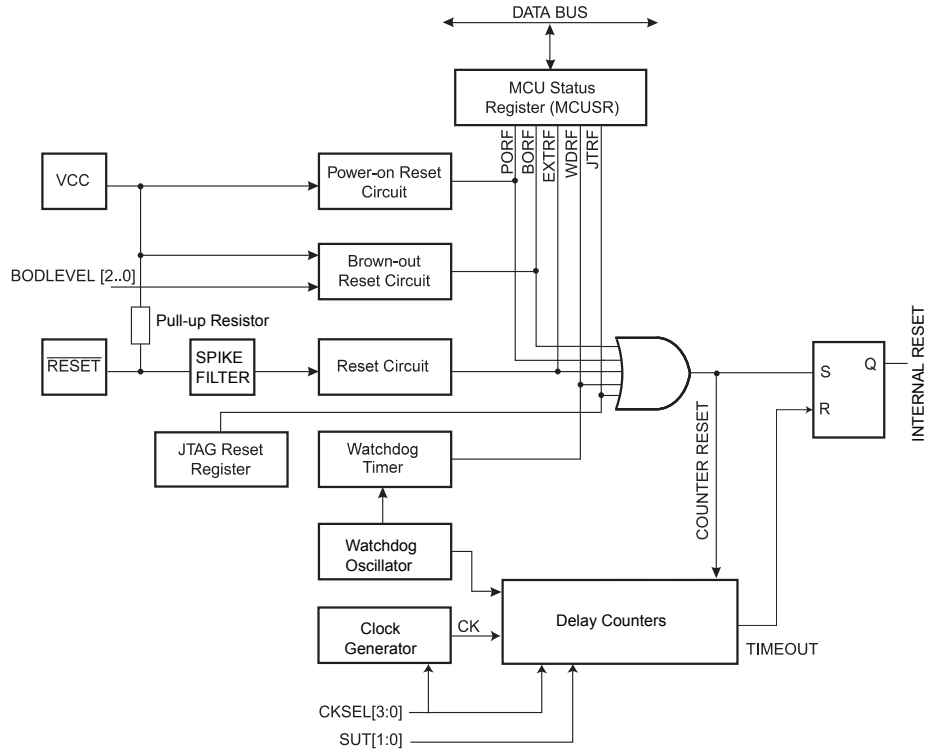 DATA BUS
MCU Status
Register (MCUSR)
PORF
BORF
EXTRF
WDRF
JTRF
VCC
Power-on Reset
Circuit
Brown-out
Reset Circuit
BODLEVEL [2..0]
Pull-up Resistor
RESET
SPIKE
FILTER
Reset Circuit
JTAG Reset
Register
Watchdog
Timer
S
Q
R
INTERNAL RESET
COUNTER RESET
Watchdog
Oscillator
Clock
Generator
CK
Delay Counters
TIMEOUT
CKSEL[3:0]
SUT[1:0]